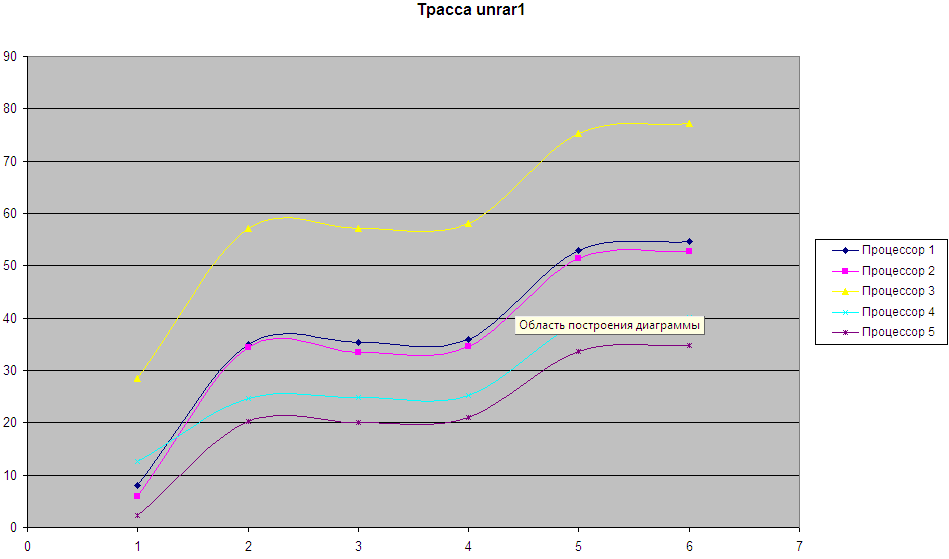 Трасса unrar1
90
80
70
60
50
40
30
20
10
0
0 1 2 3 4 5 6 7
Процессор 1
Процессор 2
Процессор 3
Процессор 4
Процессор 5
Область построения диаграммы